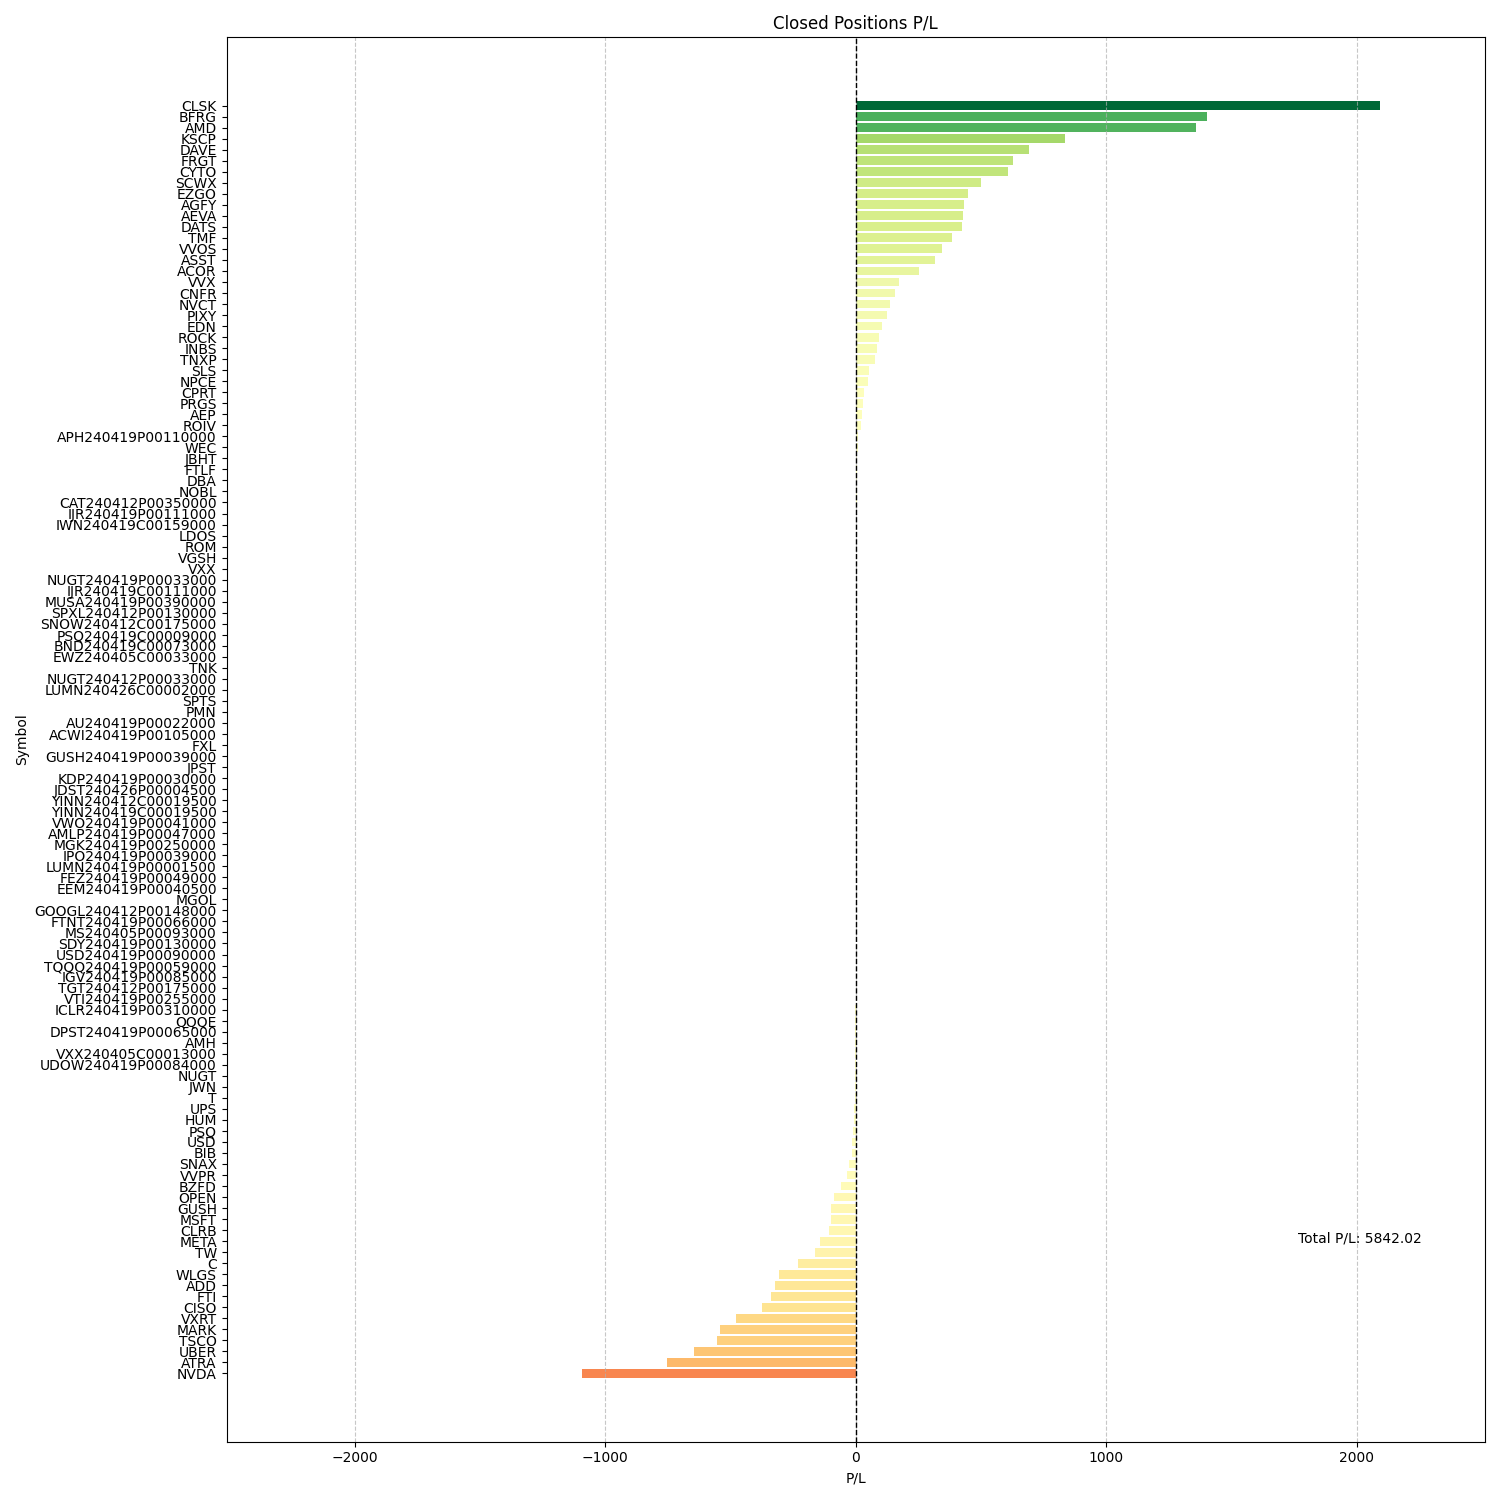 Closed Positions P/L
CLSK
BFRG
AMD
KSCP
DAVE
FRGT
CYTO
SCWX
EZGO
AGFY
AEVA
DATS
TMF
VVOS
ASST
ACOR
VVX
CNFR
NVCT
PIXY
EDN
ROCK
INBS
TNXP
SLS
NPCE
CPRT
PRGS
AEP
ROIV
APH240419P00110000
WEC
JBHT
FTLF
DBA
NOBL
CAT240412P00350000
IJR240419P00111000
IWN240419C00159000
LDOS
ROM
VGSH
VXX
NUGT240419P00033000
IJR240419C00111000
MUSA240419P00390000
SPXL240412P00130000
SNOW240412C00175000
PSQ240419C00009000
BND240419C00073000
EWZ240405C00033000
TNK
NUGT240412P00033000
LUMN240426C00002000
SPTS
PMN
AU240419P00022000
ACWI240419P00105000
FXL
GUSH240419P00039000
JPST
KDP240419P00030000
JDST240426P00004500
YINN240412C00019500
YINN240419C00019500
VWO240419P00041000
AMLP240419P00047000
MGK240419P00250000
IPO240419P00039000
LUMN240419P00001500
FEZ240419P00049000
EEM240419P00040500
MGOL
GOOGL240412P00148000
FTNT240419P00066000
MS240405P00093000
SDY240419P00130000
USD240419P00090000
TQQQ240419P00059000
IGV240419P00085000
TGT240412P00175000
VTI240419P00255000
ICLR240419P00310000
QQQE
DPST240419P00065000
AMH
VXX240405C00013000
UDOW240419P00084000
NUGT
JWN
T
UPS
HUM
PSQ
USD
BIB
SNAX
VVPR
BZFD
OPEN
GUSH
MSFT
CLRB
META
TW
C
WLGS
ADD
FTI
CISO
VXRT
MARK
TSCO
UBER
ATRA
NVDA
Symbol
Total P/L: 5842.02
−2000
−1000
0
1000
2000
P/L